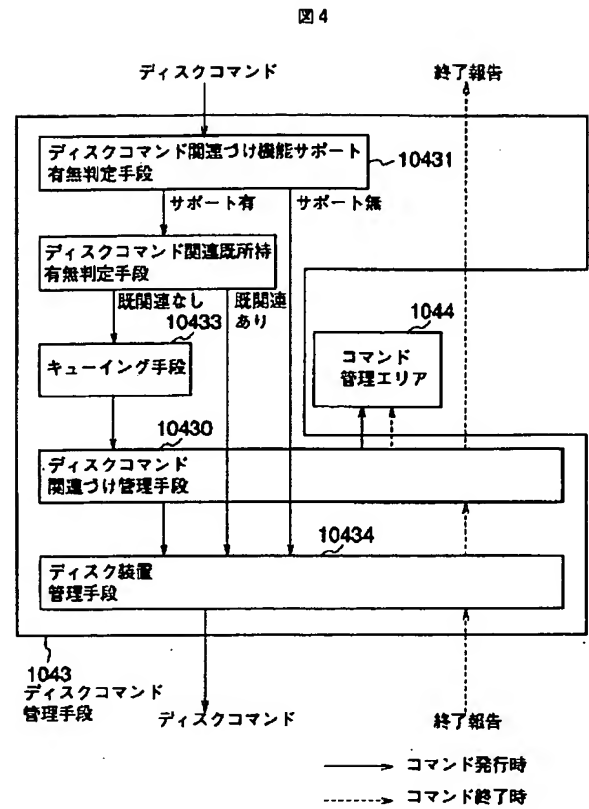 図4
ディスクコマンド
終了報告
ディスクコマンド関連づけ機能サポート
有無判定手段
10431
サポート有
サポート無
ディスクコマンド関連既所持
有無判定手段
既関連なし
既関連
あり
10433
キューイング手段
1044
コマンド
管理エリア
10430
ディスクコマンド
関連づけ管理手段
10434
ディスク装置
管理手段
1043
ディスクコマンド
管理手段
ディスクコマンド
終了報告
コマンド発行時
コマンド終了時